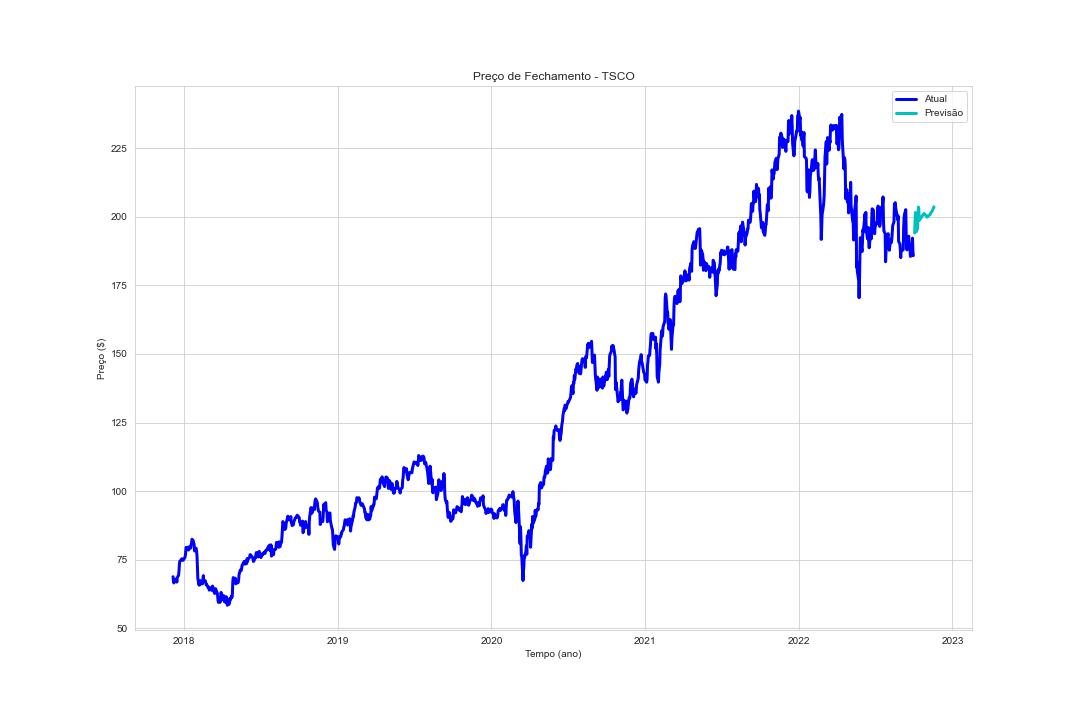 Preço de Fechamento - TSCO
Atual
Previsão
225
200
175
150
125
100
75
50
Preço ($)
2018 2019 2020 2021 2022 2023
Tempo (ano)